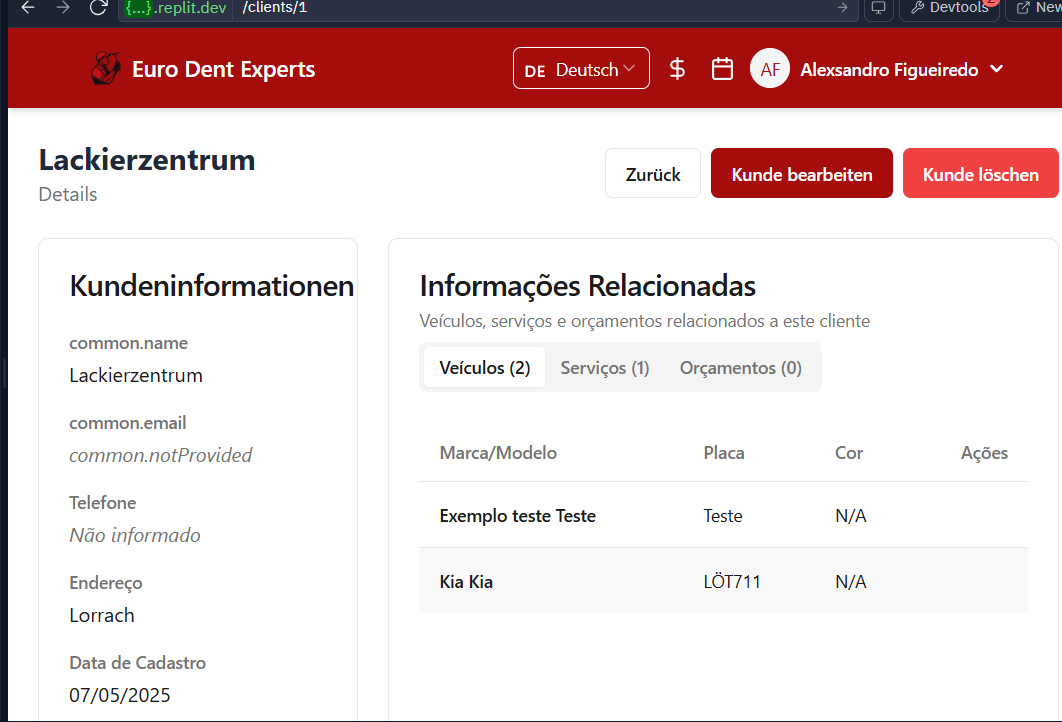 {...}.replit.dev /clients/1 Devtools 2 New
Euro Dent Experts DE Deutsch $ AF Alexsandro Figueiredo
Lackierzentrum
Details
Zurück Kunde bearbeiten Kunde löschen
Kundeninformationen
common.name
Lackierzentrum
common.email
common.notProvided
Telefone
Não informado
Endereço
Lorrach
Data de Cadastro
07/05/2025
Informações Relacionadas
Veículos, serviços e orçamentos relacionados a este cliente
Veículos (2) Serviços (1) Orçamentos (0)
Marca/Modelo Placa Cor Ações
Exemplo teste Teste Teste N/A
Kia Kia LÖT711 N/A